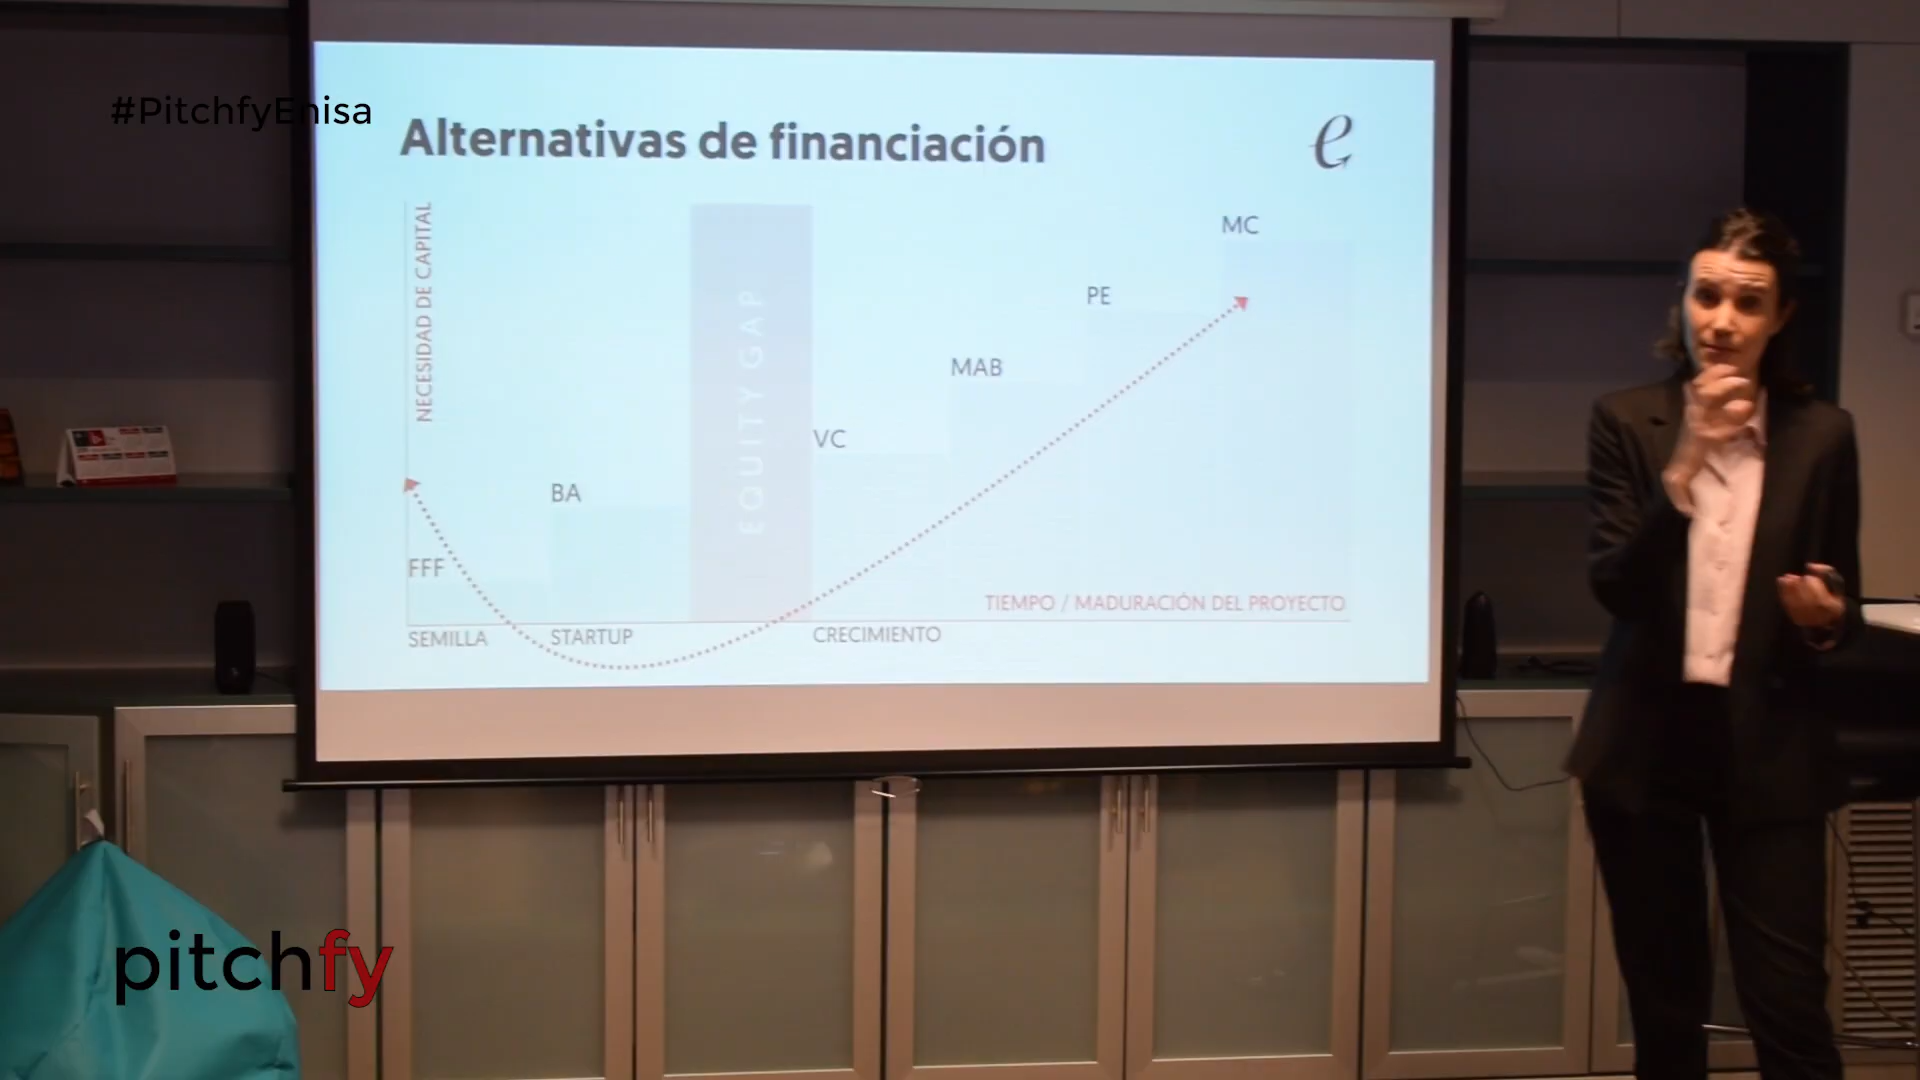 #PitchfyEnisa
Alternativas de financiación
e
NECESIDAD DE CAPITAL
MC
PE
MAB
VC
EQUITY GAP
BA
FFF
TIEMPO / MADURACIÓN DEL PROYECTO
SEMILLA
STARTUP
CRECIMIENTO
pitchfy